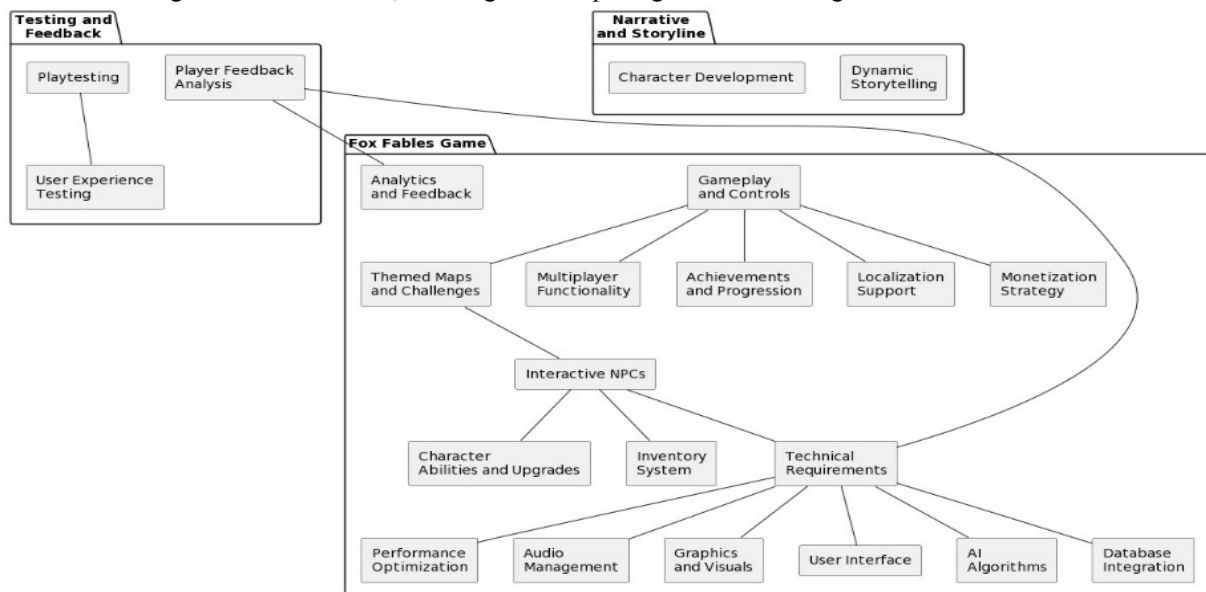 Testing and
Feedback
Playtesting
Player Feedback
Analysis
User Experience
Testing
Narrative
and Storyline
Character Development
Dynamic
Storytelling
Fox Fables Game
Analytics
and Feedback
Gameplay
and Controls
Themed Maps
and Challenges
Multiplayer
Functionality
Achievements
and Progression
Localization
Support
Monetization
Strategy
Interactive NPCs
Character
Abilities and Upgrades
Inventory
System
Technical
Requirements
Performance
Optimization
Audio
Management
Graphics
and Visuals
User Interface
AI
Algorithms
Database
Integration